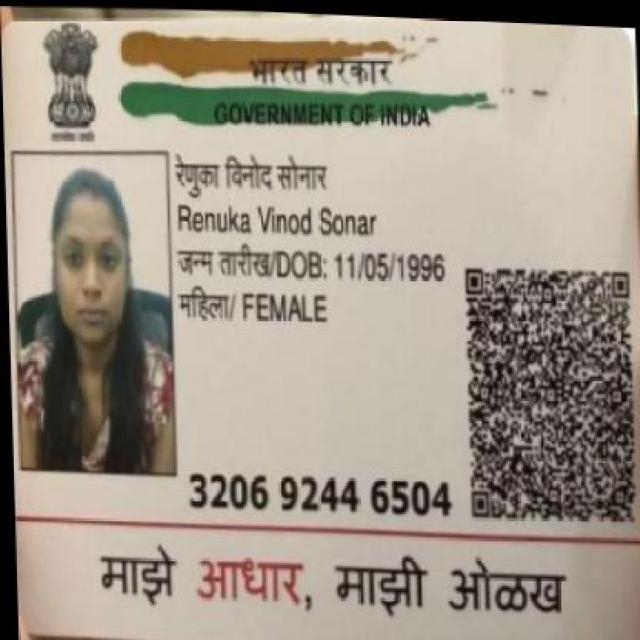 भारत सरकार
GOVERNMENT OF INDIA
रेणुका विनोद सोनार
Renuka Vinod Sonar
जन्म तारीख/DOB: 11/05/1996
महिला/ FEMALE
3206 9244 6504
माझे आधार, माझी ओळख